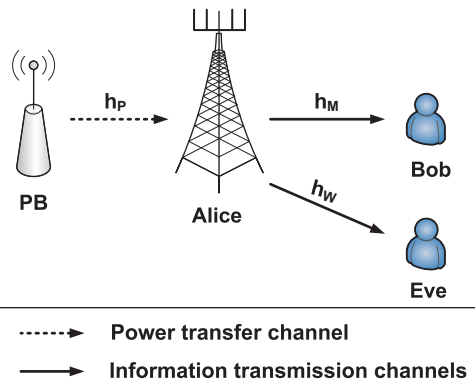 h_P
h_M
h_W
PB
Alice
Bob
Eve
Power transfer channel
Information transmission channels